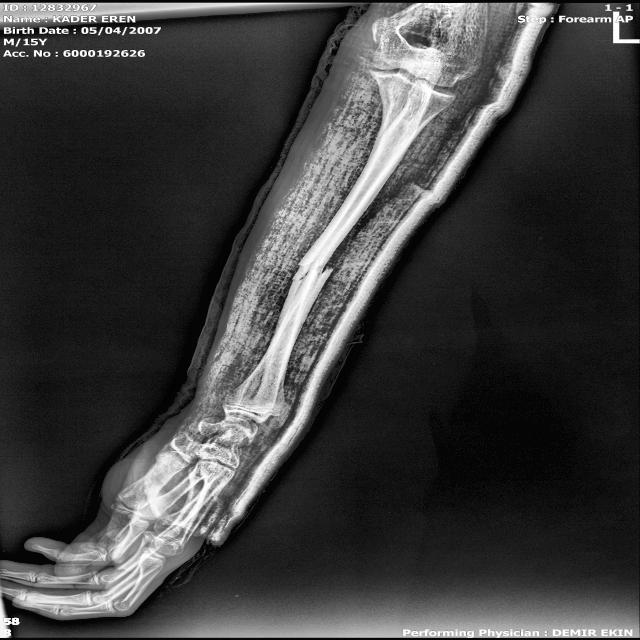 ID : 12832967
Name : KADER EREN
Birth Date : 05/04/2007
M/15Y
Acc. No : 6000192626
1 - 1
Step : Forearm AP
L
58
Performing Physician : DEMIR EKIN